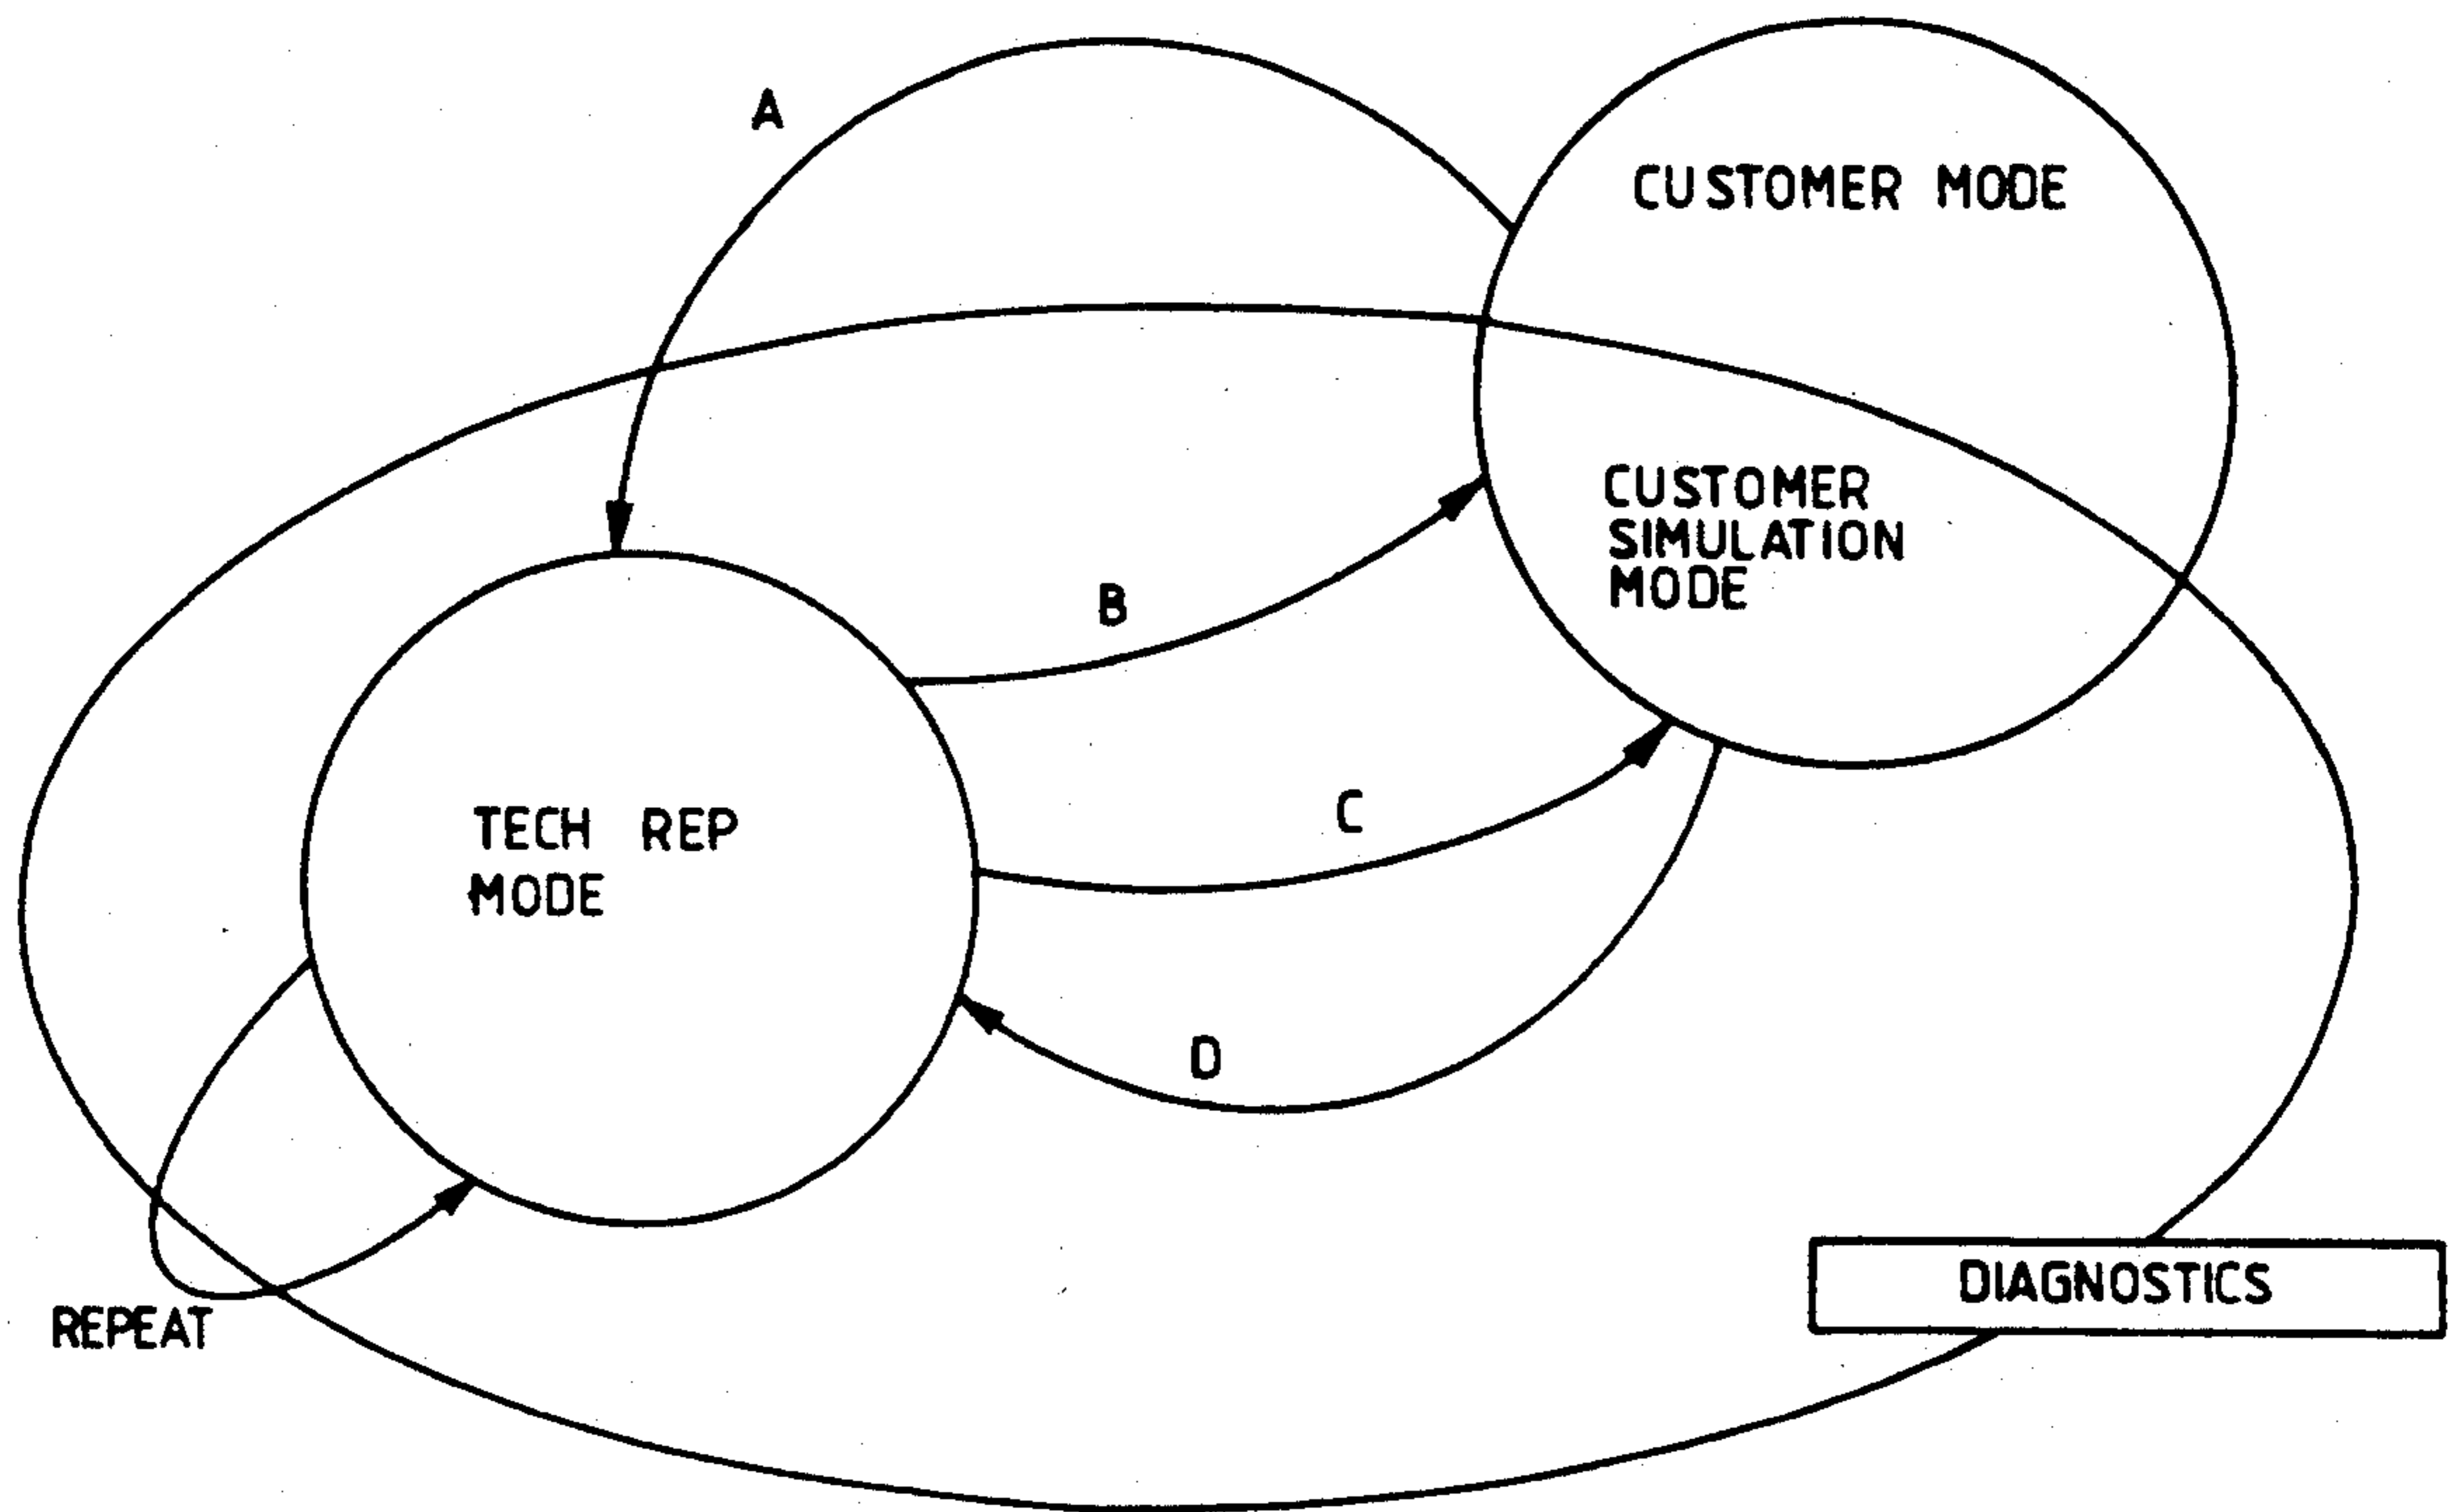 A
CUSTOMER MODE
CUSTOMER
SIMULATION
MODE
B
TECH REP
MODE
C
D
REPEAT
DIAGNOSTICS